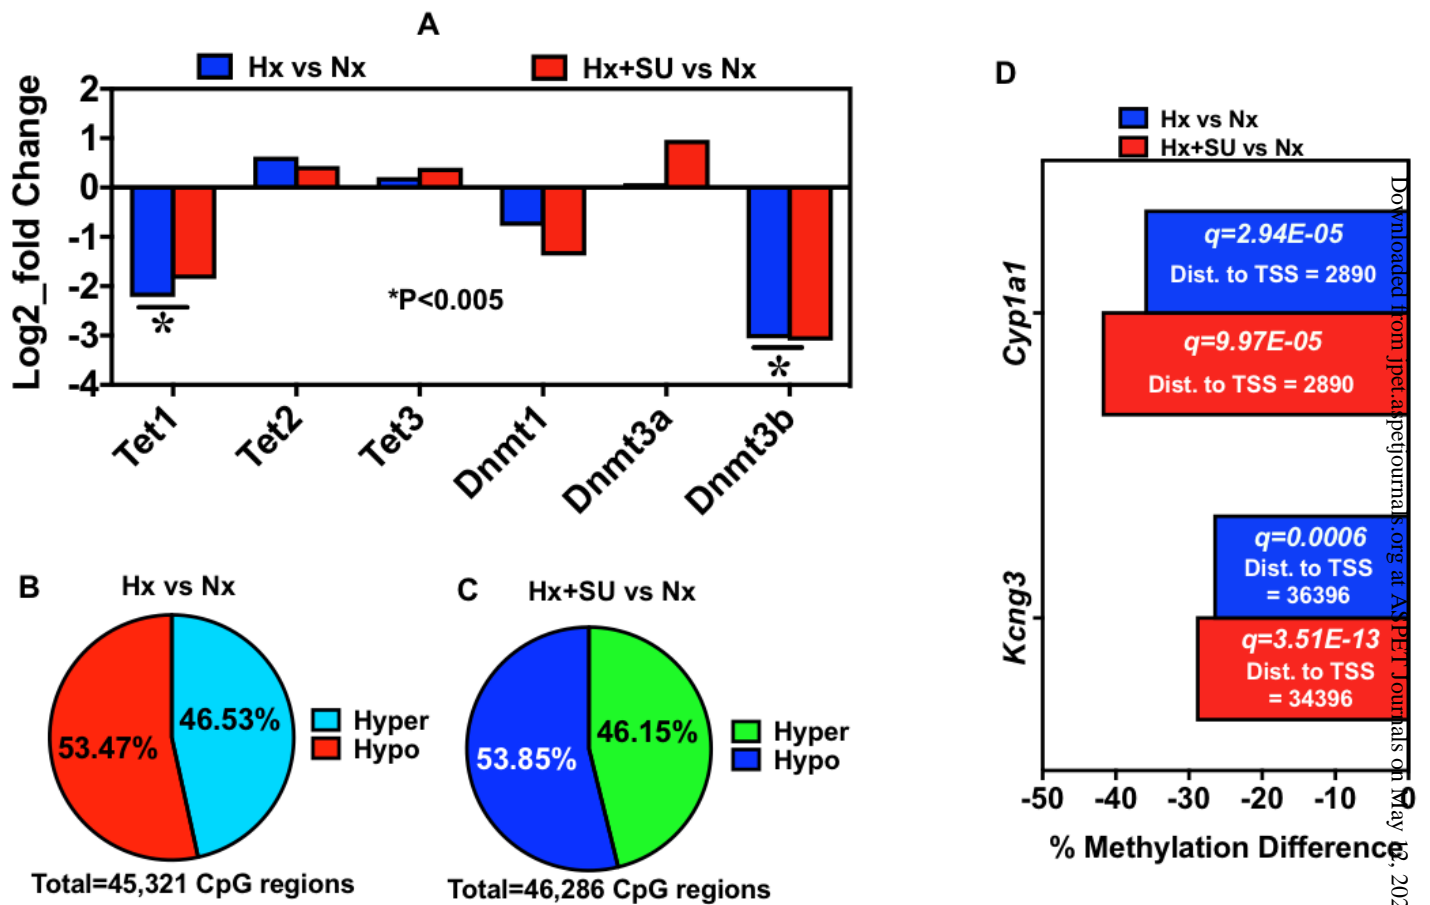 A
Hx vs Nx
Hx+SU vs Nx
Log2_fold Change
2
1
0
-1
-2
-3
-4
*
*P<0.005
*
Tet1
Tet2
Tet3
Dnmt1
Dnmt3a
Dnmt3b
B
Hx vs Nx
53.47%
46.53%
Hyper
Hypo
Total=45,321 CpG regions
C
Hx+SU vs Nx
53.85%
46.15%
Hyper
Hypo
Total=46,286 CpG regions
D
Hx vs Nx
Hx+SU vs Nx
Cyp1a1
q=2.94E-05
Dist. to TSS = 2890
q=9.97E-05
Dist. to TSS = 2890
Kcng3
q=0.0006
Dist. to TSS
= 36396
q=3.51E-13
Dist. to TSS
= 34396
-50
-40
-30
-20
-10
0
% Methylation Difference
Downloaded from jpet.aspetjournals.org at ASPET Journals on May 12, 202